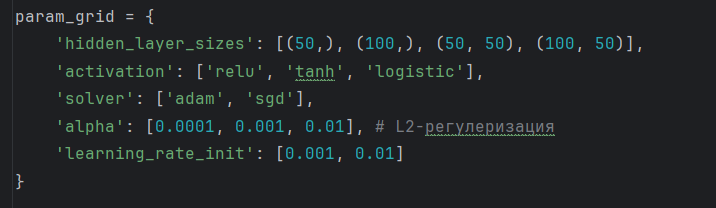 param_grid = {
    'hidden_layer_sizes': [(50,), (100,), (50, 50), (100, 50)],
    'activation': ['relu', 'tanh', 'logistic'],
    'solver': ['adam', 'sgd'],
    'alpha': [0.0001, 0.001, 0.01], # L2-регулеризация
    'learning_rate_init': [0.001, 0.01]
}